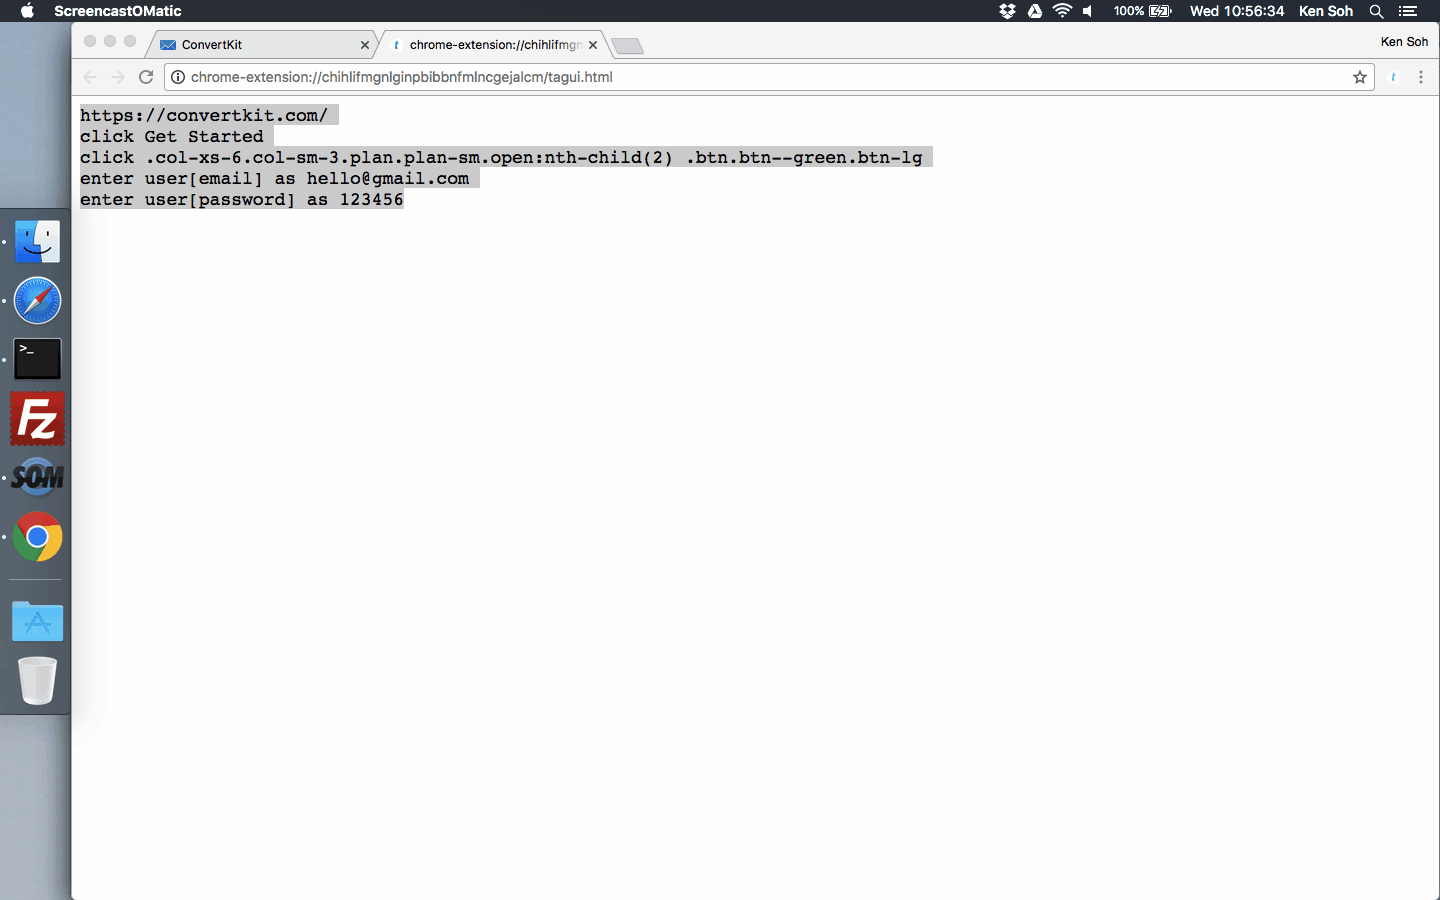 ScreencastOMatic
100%
Wed 10:56:34
Ken Soh
ConvertKit
chrome-extension://chihlifmgn
Ken Soh
chrome-extension://chihlifmgnlginpbibbnfmlncgejalcm/tagui.html
t
https://convertkit.com/
click Get Started
click .col-xs-6.col-sm-3.plan.plan-sm.open:nth-child(2) .btn.btn--green.btn-lg
enter user[email] as hello@gmail.com
enter user[password] as 123456
>_
Fz
SOM